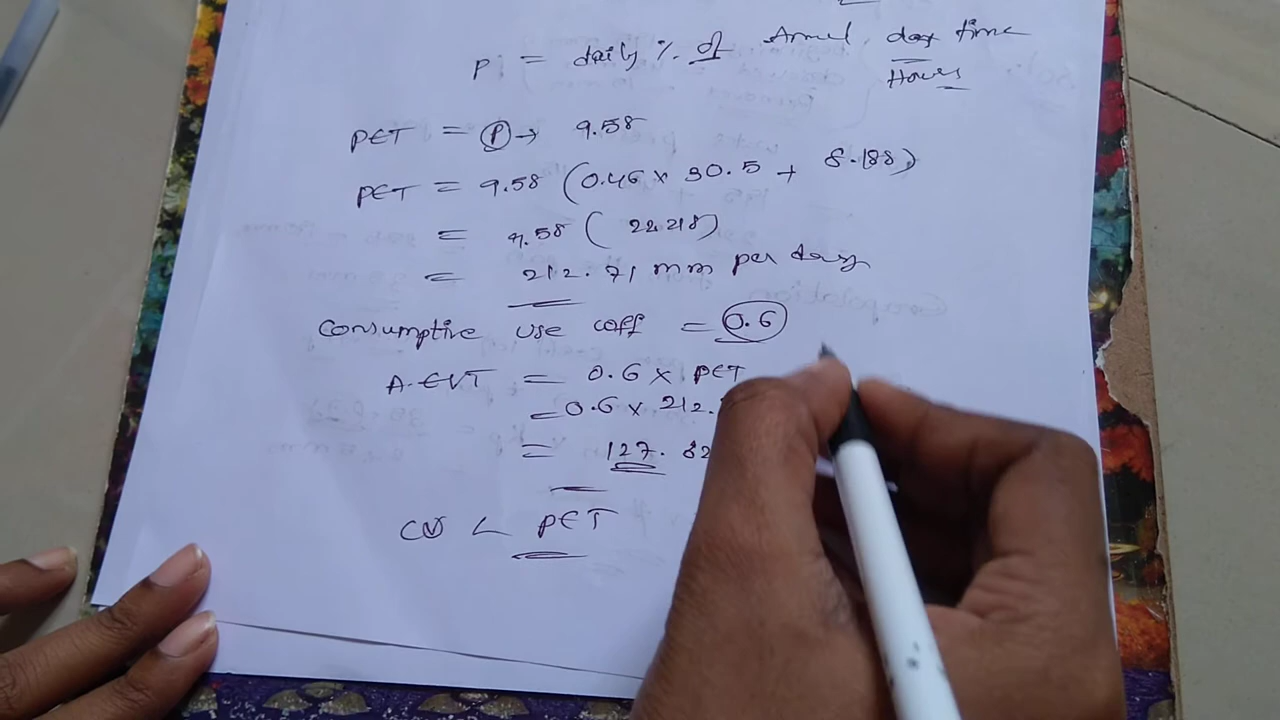 P = daily % of Annual day time
Hours
PET = P → 9.58
PET = 9.58 (0.46 × 30.5 + 8.188)
= 9.58 ( 22.218)
= 212.71 mm per day
Consumptive use coff = 0.6
A.EVT = 0.6 × PET
= 0.6 × 212.
= 127.62
CU < PET